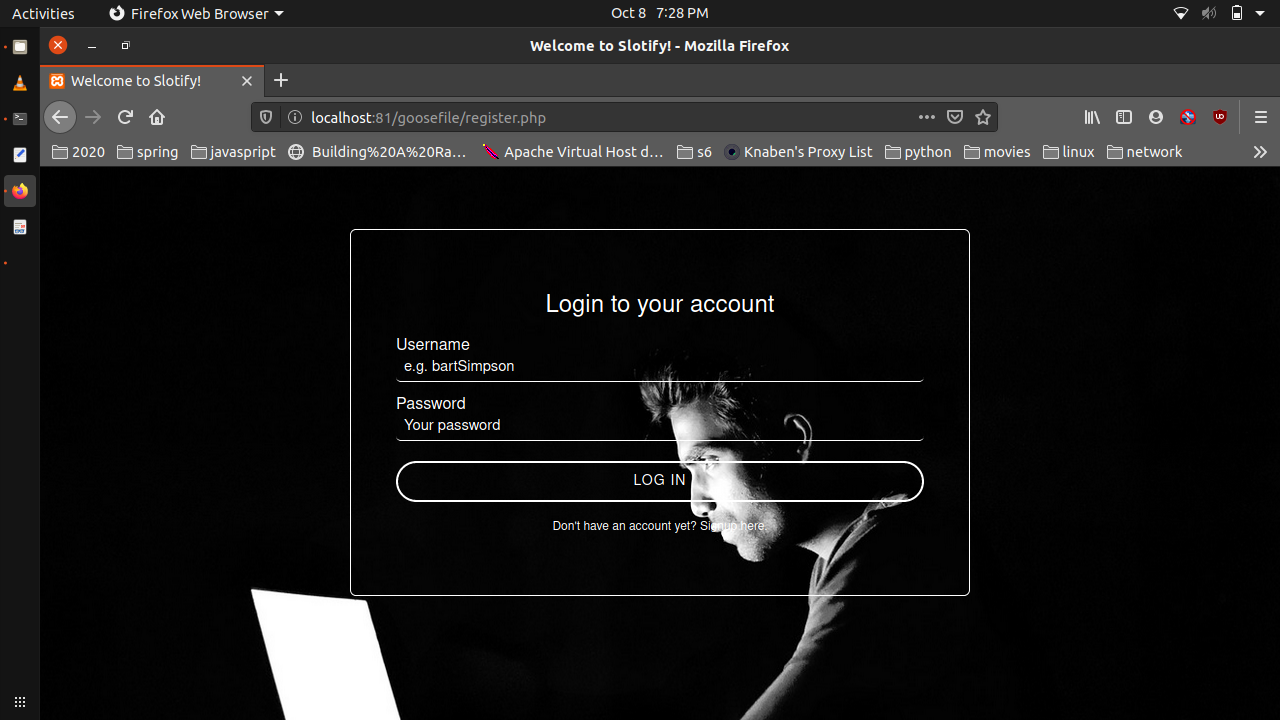 Activities Firefox Web Browser Oct 8 7:28 PM
Welcome to Slotify! - Mozilla Firefox
Welcome to Slotify!
localhost:81/goosefile/register.php
2020 spring javasript Building%20A%20Ra… Apache Virtual Host d… s6 Knaben's Proxy List python movies linux network
Login to your account
Username
e.g. bartSimpson
Password
Your password
LOG IN
Don't have an account yet? Signup here.